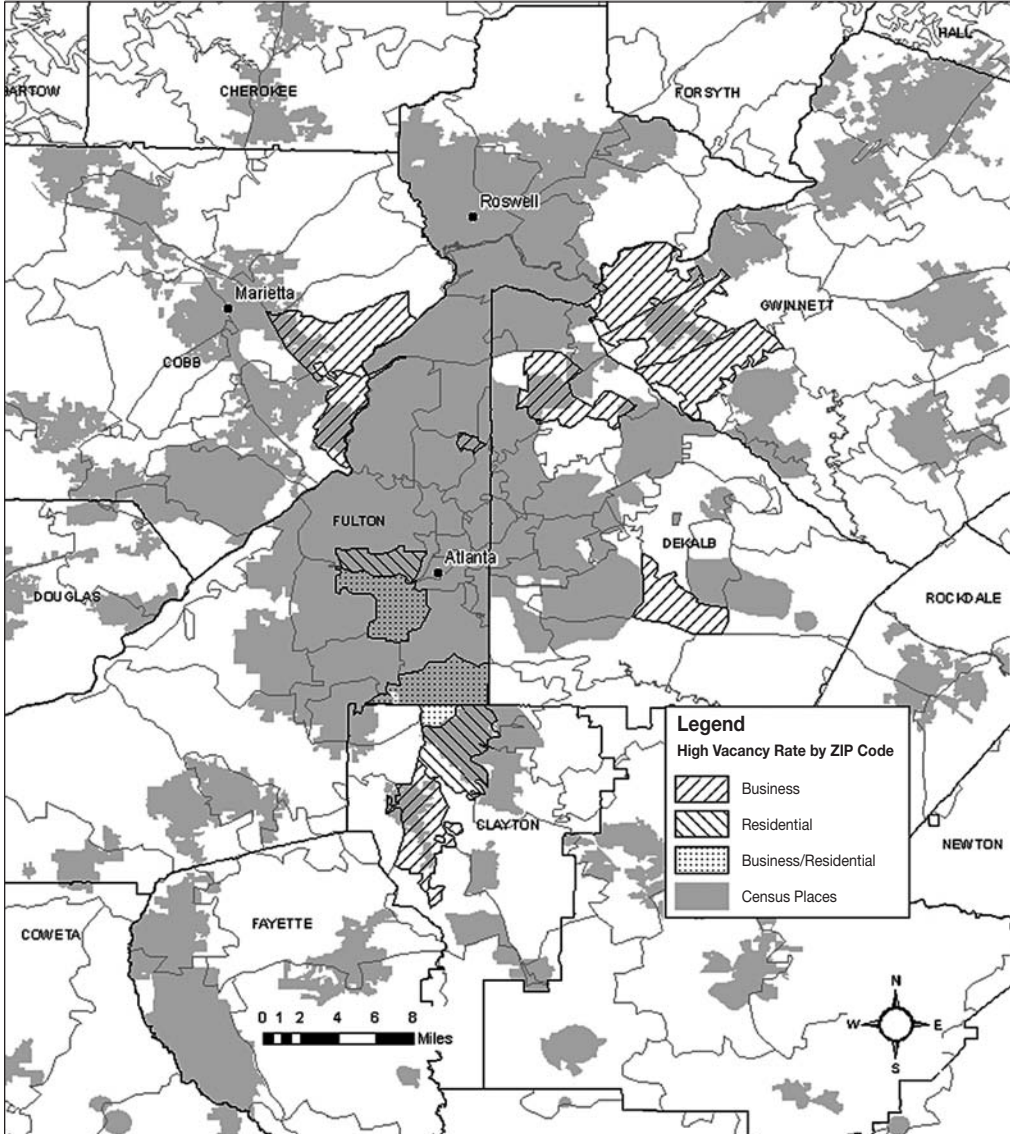 HALL
BARTOW
CHEROKEE
FORSYTH
Roswell
Marietta
GWINNETT
COBB
FULTON
Atlanta
DEKALB
DOUGLAS
ROCKDALE
Legend
High Vacancy Rate by ZIP Code
Business
Residential
Business/Residential
Census Places
CLAYTON
NEWTON
COWETA
FAYETTE
0 1 2 4 6 8
Miles
N
W E
S